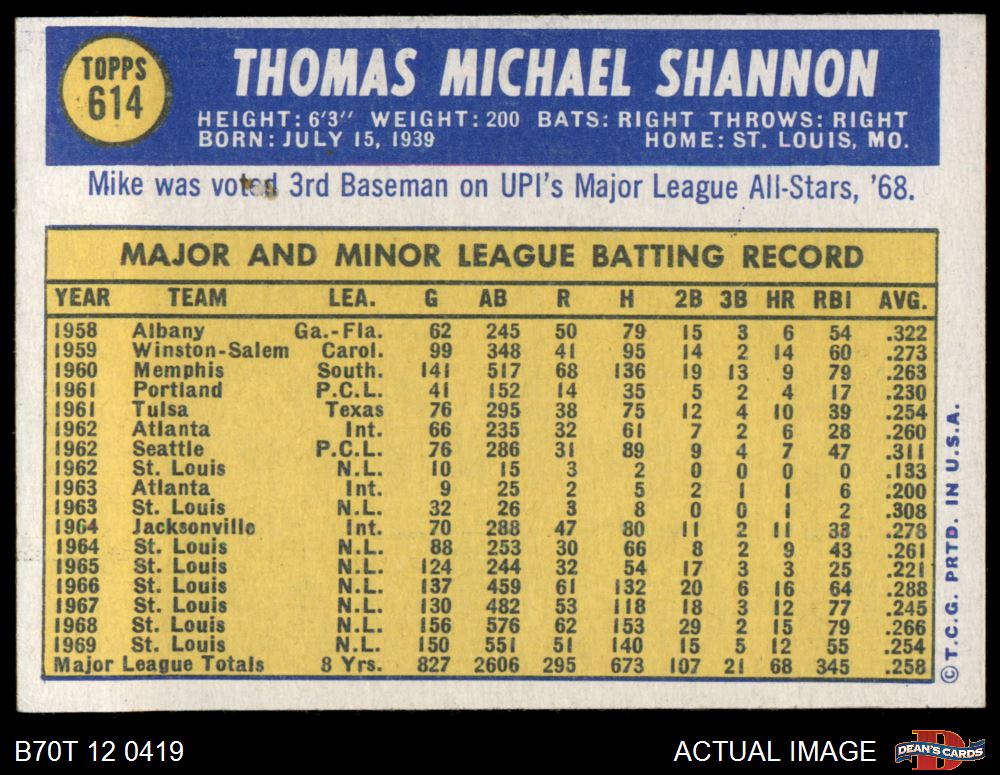 TOPPS
614
THOMAS MICHAEL SHANNON
HEIGHT: 6'3" WEIGHT: 200 BATS: RIGHT THROWS: RIGHT
BORN: JULY 15, 1939 HOME: ST. LOUIS, MO.
Mike was voted 3rd Baseman on UPI's Major League All-Stars, '68.
MAJOR AND MINOR LEAGUE BATTING RECORD
YEAR TEAM LEA. G AB R H 2B 3B HR RBI AVG.
1958 Albany Ga.-Fla. 62 245 50 79 15 3 6 54 .322
1959 Winston-Salem Carol. 99 348 41 95 14 2 14 60 .273
1960 Memphis South. 141 517 68 136 19 13 9 79 .263
1961 Portland P.C.L. 41 152 14 35 5 2 4 17 .230
1961 Tulsa Texas 76 295 38 75 12 4 10 39 .254
1962 Atlanta Int. 66 235 32 61 7 2 6 28 .260
1962 Seattle P.C.L. 76 286 31 89 9 4 7 47 .311
1962 St. Louis N.L. 10 15 3 2 0 0 0 0 .133
1963 Atlanta Int. 9 25 2 5 2 1 1 6 .200
1963 St. Louis N.L. 32 26 3 8 0 0 1 2 .308
1964 Jacksonville Int. 70 288 47 80 11 2 11 33 .278
1964 St. Louis N.L. 88 253 30 66 8 2 9 43 .261
1965 St. Louis N.L. 124 244 32 54 17 3 3 25 .221
1966 St. Louis N.L. 137 459 61 132 20 6 16 64 .288
1967 St. Louis N.L. 130 482 53 118 18 3 12 77 .245
1968 St. Louis N.L. 156 576 62 153 29 2 15 79 .266
1969 St. Louis N.L. 150 551 51 140 15 5 12 55 .254
Major League Totals 8 Yrs. 827 2606 295 673 107 21 68 345 .258
© T.C.G. PRTD. IN U.S.A.
B70T 12 0419
ACTUAL IMAGE
B
DEAN'S CARDS